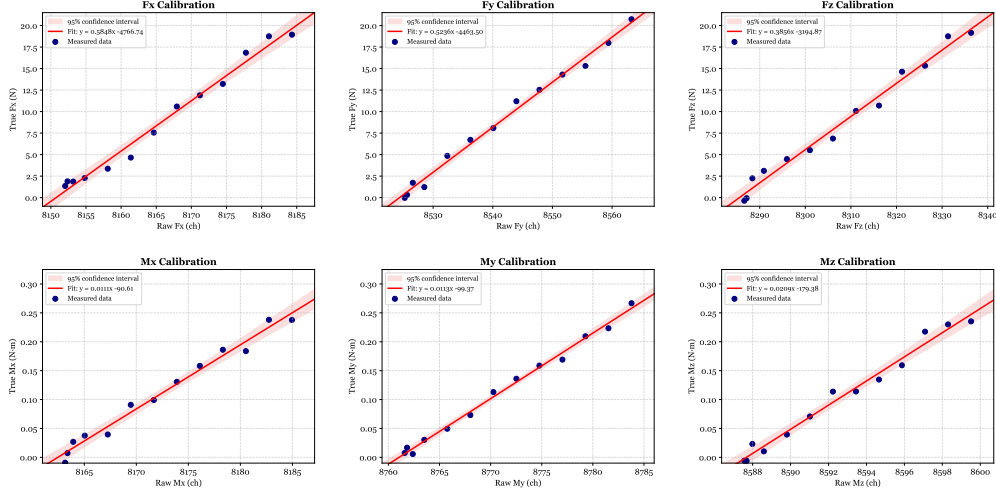 Fx Calibration
95% confidence interval
Fit: y = 0.5848x -4766.74
Measured data
True Fx (N)
20.0
17.5
15.0
12.5
10.0
7.5
5.0
2.5
0.0
8150 8155 8160 8165 8170 8175 8180 8185
Raw Fx (ch)
Fy Calibration
95% confidence interval
Fit: y = 0.5236x -4463.50
Measured data
True Fy (N)
20.0
17.5
15.0
12.5
10.0
7.5
5.0
2.5
0.0
8530 8540 8550 8560
Raw Fy (ch)
Fz Calibration
95% confidence interval
Fit: y = 0.3856x -3194.87
Measured data
True Fz (N)
20.0
17.5
15.0
12.5
10.0
7.5
5.0
2.5
0.0
8290 8300 8310 8320 8330 8340
Raw Fz (ch)
Mx Calibration
95% confidence interval
Fit: y = 0.0111x -90.61
Measured data
True Mx (N·m)
0.30
0.25
0.20
0.15
0.10
0.05
0.00
8165 8170 8175 8180 8185
Raw Mx (ch)
My Calibration
95% confidence interval
Fit: y = 0.0113x -99.37
Measured data
True My (N·m)
0.30
0.25
0.20
0.15
0.10
0.05
0.00
8760 8765 8770 8775 8780 8785
Raw My (ch)
Mz Calibration
95% confidence interval
Fit: y = 0.0209x -179.38
Measured data
True Mz (N·m)
0.30
0.25
0.20
0.15
0.10
0.05
0.00
8588 8590 8592 8594 8596 8598 8600
Raw Mz (ch)